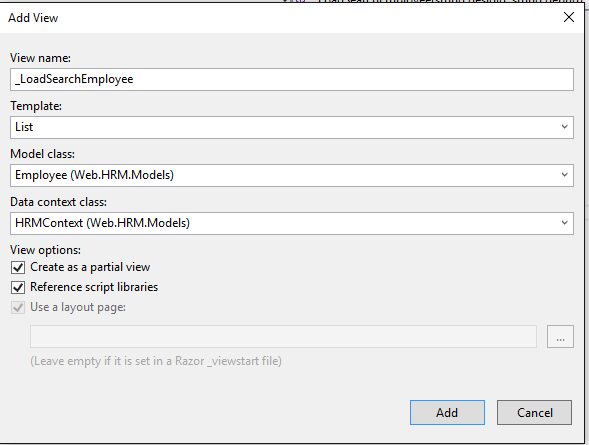 Add View
View name:
_LoadSearchEmployee
Template:
List
Model class:
Employee (Web.HRM.Models)
Data context class:
HRMContext (Web.HRM.Models)
View options:
Create as a partial view
Reference script libraries
Use a layout page:
...
(Leave empty if it is set in a Razor _viewstart file)
Add
Cancel